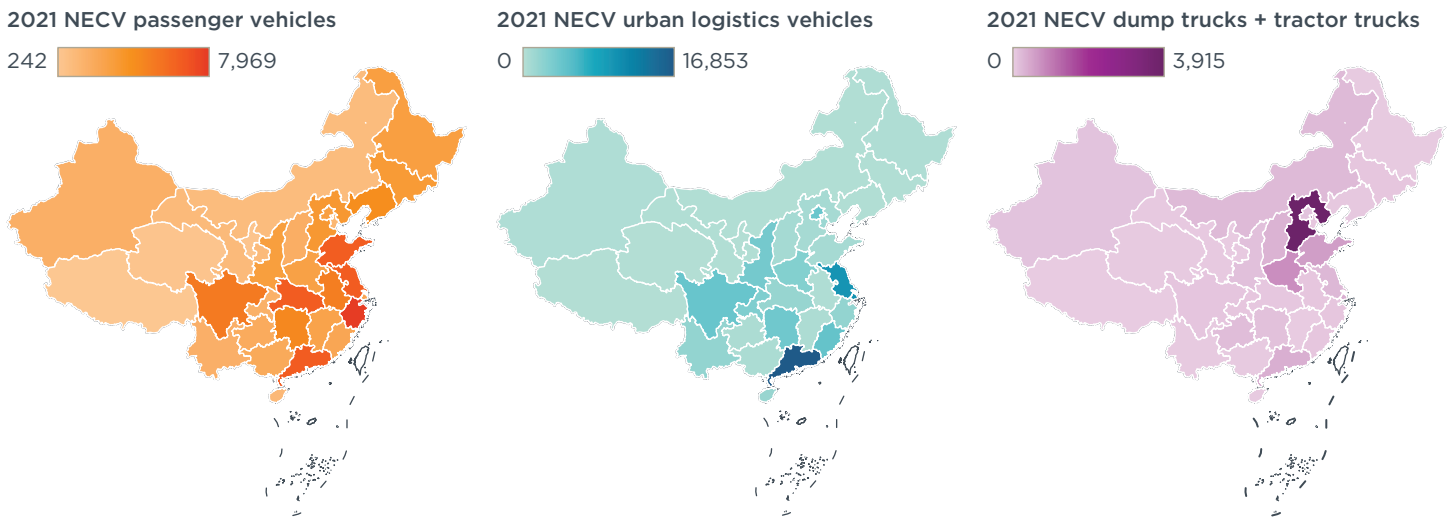 2021 NECV passenger vehicles
242 7,969
2021 NECV urban logistics vehicles
0 16,853
2021 NECV dump trucks + tractor trucks
0 3,915